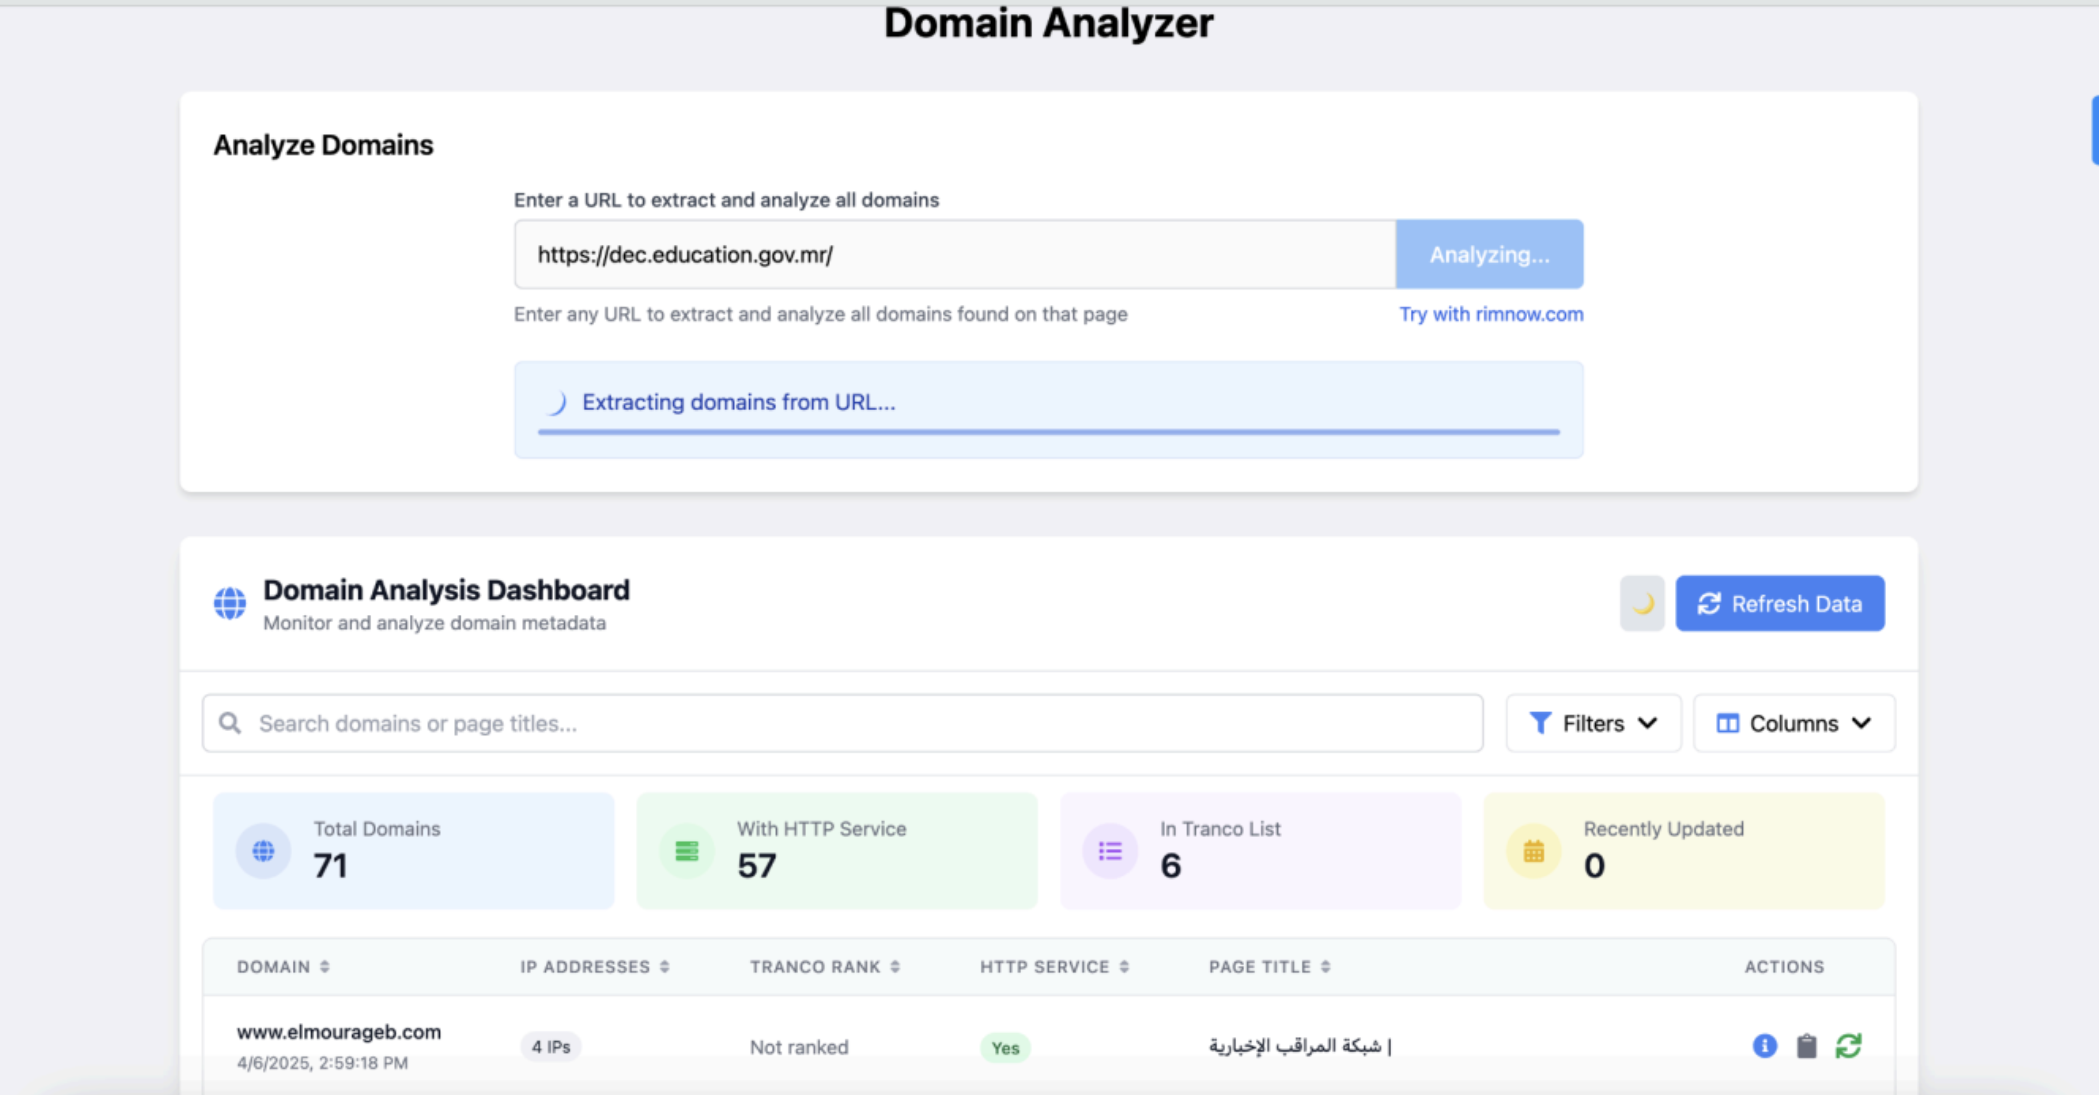 Domain Analyzer
Analyze Domains
Enter a URL to extract and analyze all domains
https://dec.education.gov.mr/
Analyzing...
Enter any URL to extract and analyze all domains found on that page
Try with rimnow.com
Extracting domains from URL...
Domain Analysis Dashboard
Monitor and analyze domain metadata
Refresh Data
Search domains or page titles...
Filters
Columns
Total Domains
71
With HTTP Service
57
In Tranco List
6
Recently Updated
0
DOMAIN
IP ADDRESSES
TRANCO RANK
HTTP SERVICE
PAGE TITLE
ACTIONS
www.elmourageb.com
4/6/2025, 2:59:18 PM
4 IPs
Not ranked
Yes
| شبكة المراقب الإخبارية